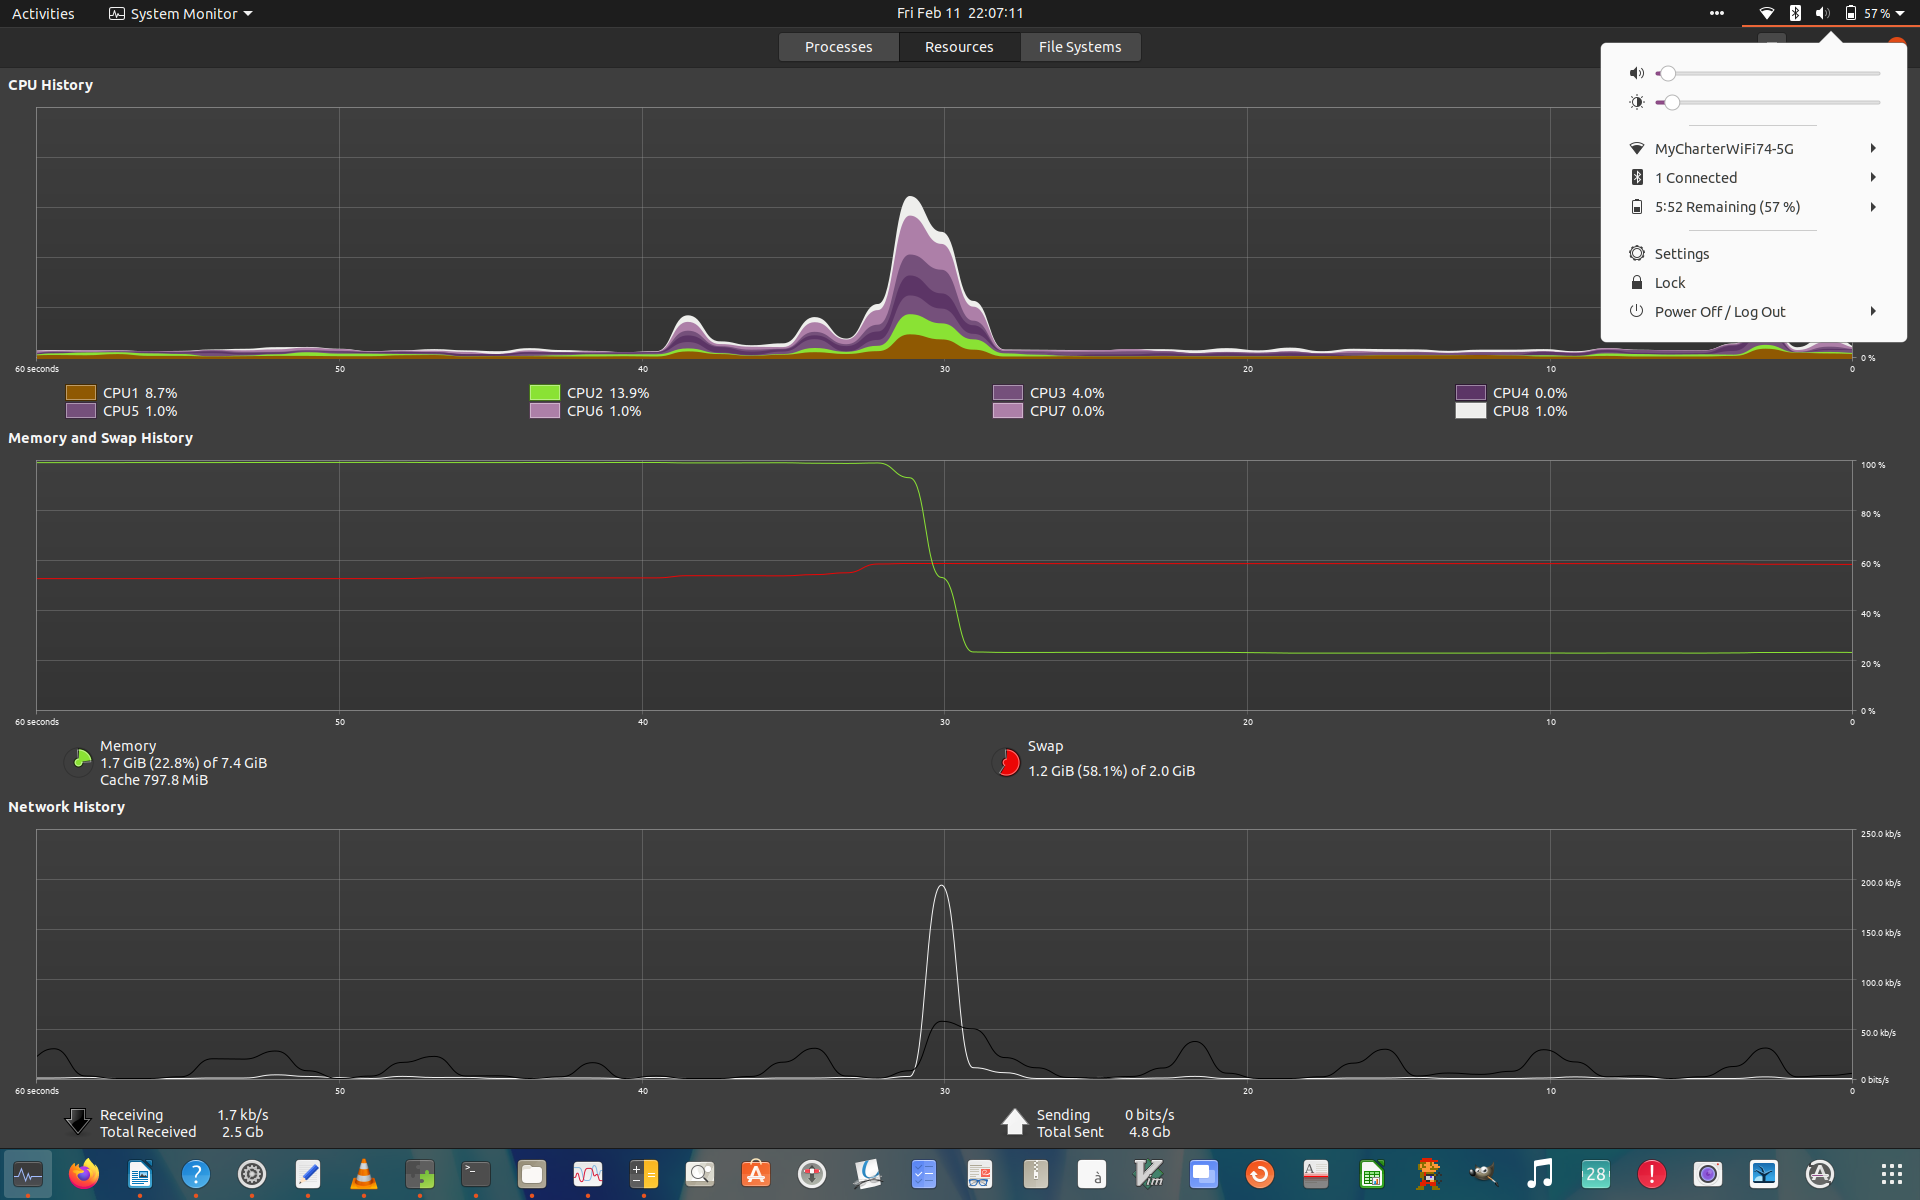 Activities
System Monitor
Fri Feb 11 22:07:11
57 %
Processes
Resources
File Systems
MyCharterWiFi74-5G
1 Connected
5:52 Remaining (57 %)
Settings
Lock
Power Off / Log Out
CPU History
0 %
60 seconds 50 40 30 20 10 0
CPU1 8.7% CPU2 13.9% CPU3 4.0% CPU4 0.0%
CPU5 1.0% CPU6 1.0% CPU7 0.0% CPU8 1.0%
Memory and Swap History
100 %
80 %
60 %
40 %
20 %
0 %
60 seconds 50 40 30 20 10 0
Memory
1.7 GiB (22.8%) of 7.4 GiB
Cache 797.8 MiB
Swap
1.2 GiB (58.1%) of 2.0 GiB
Network History
250.0 kb/s
200.0 kb/s
150.0 kb/s
100.0 kb/s
50.0 kb/s
0 bits/s
60 seconds 50 40 30 20 10 0
Receiving 1.7 kb/s
Total Received 2.5 Gb
Sending 0 bits/s
Total Sent 4.8 Gb
?
>_
à
Vim
28